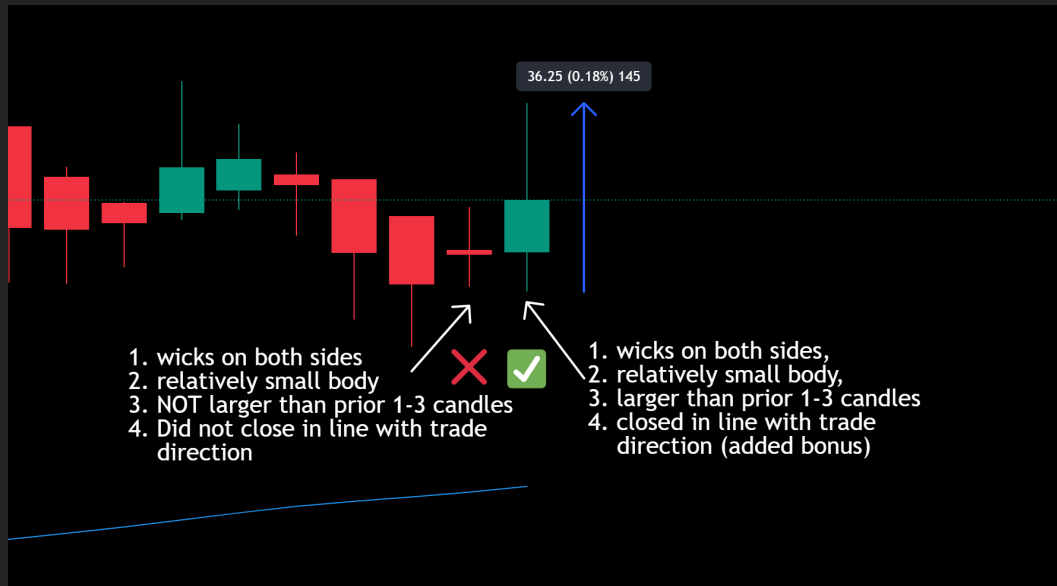 36.25 (0.18%) 145
1. wicks on both sides
2. relatively small body
3. NOT larger than prior 1-3 candles
4. Did not close in line with trade
direction
1. wicks on both sides,
2. relatively small body,
3. larger than prior 1-3 candles
4. closed in line with trade
direction (added bonus)